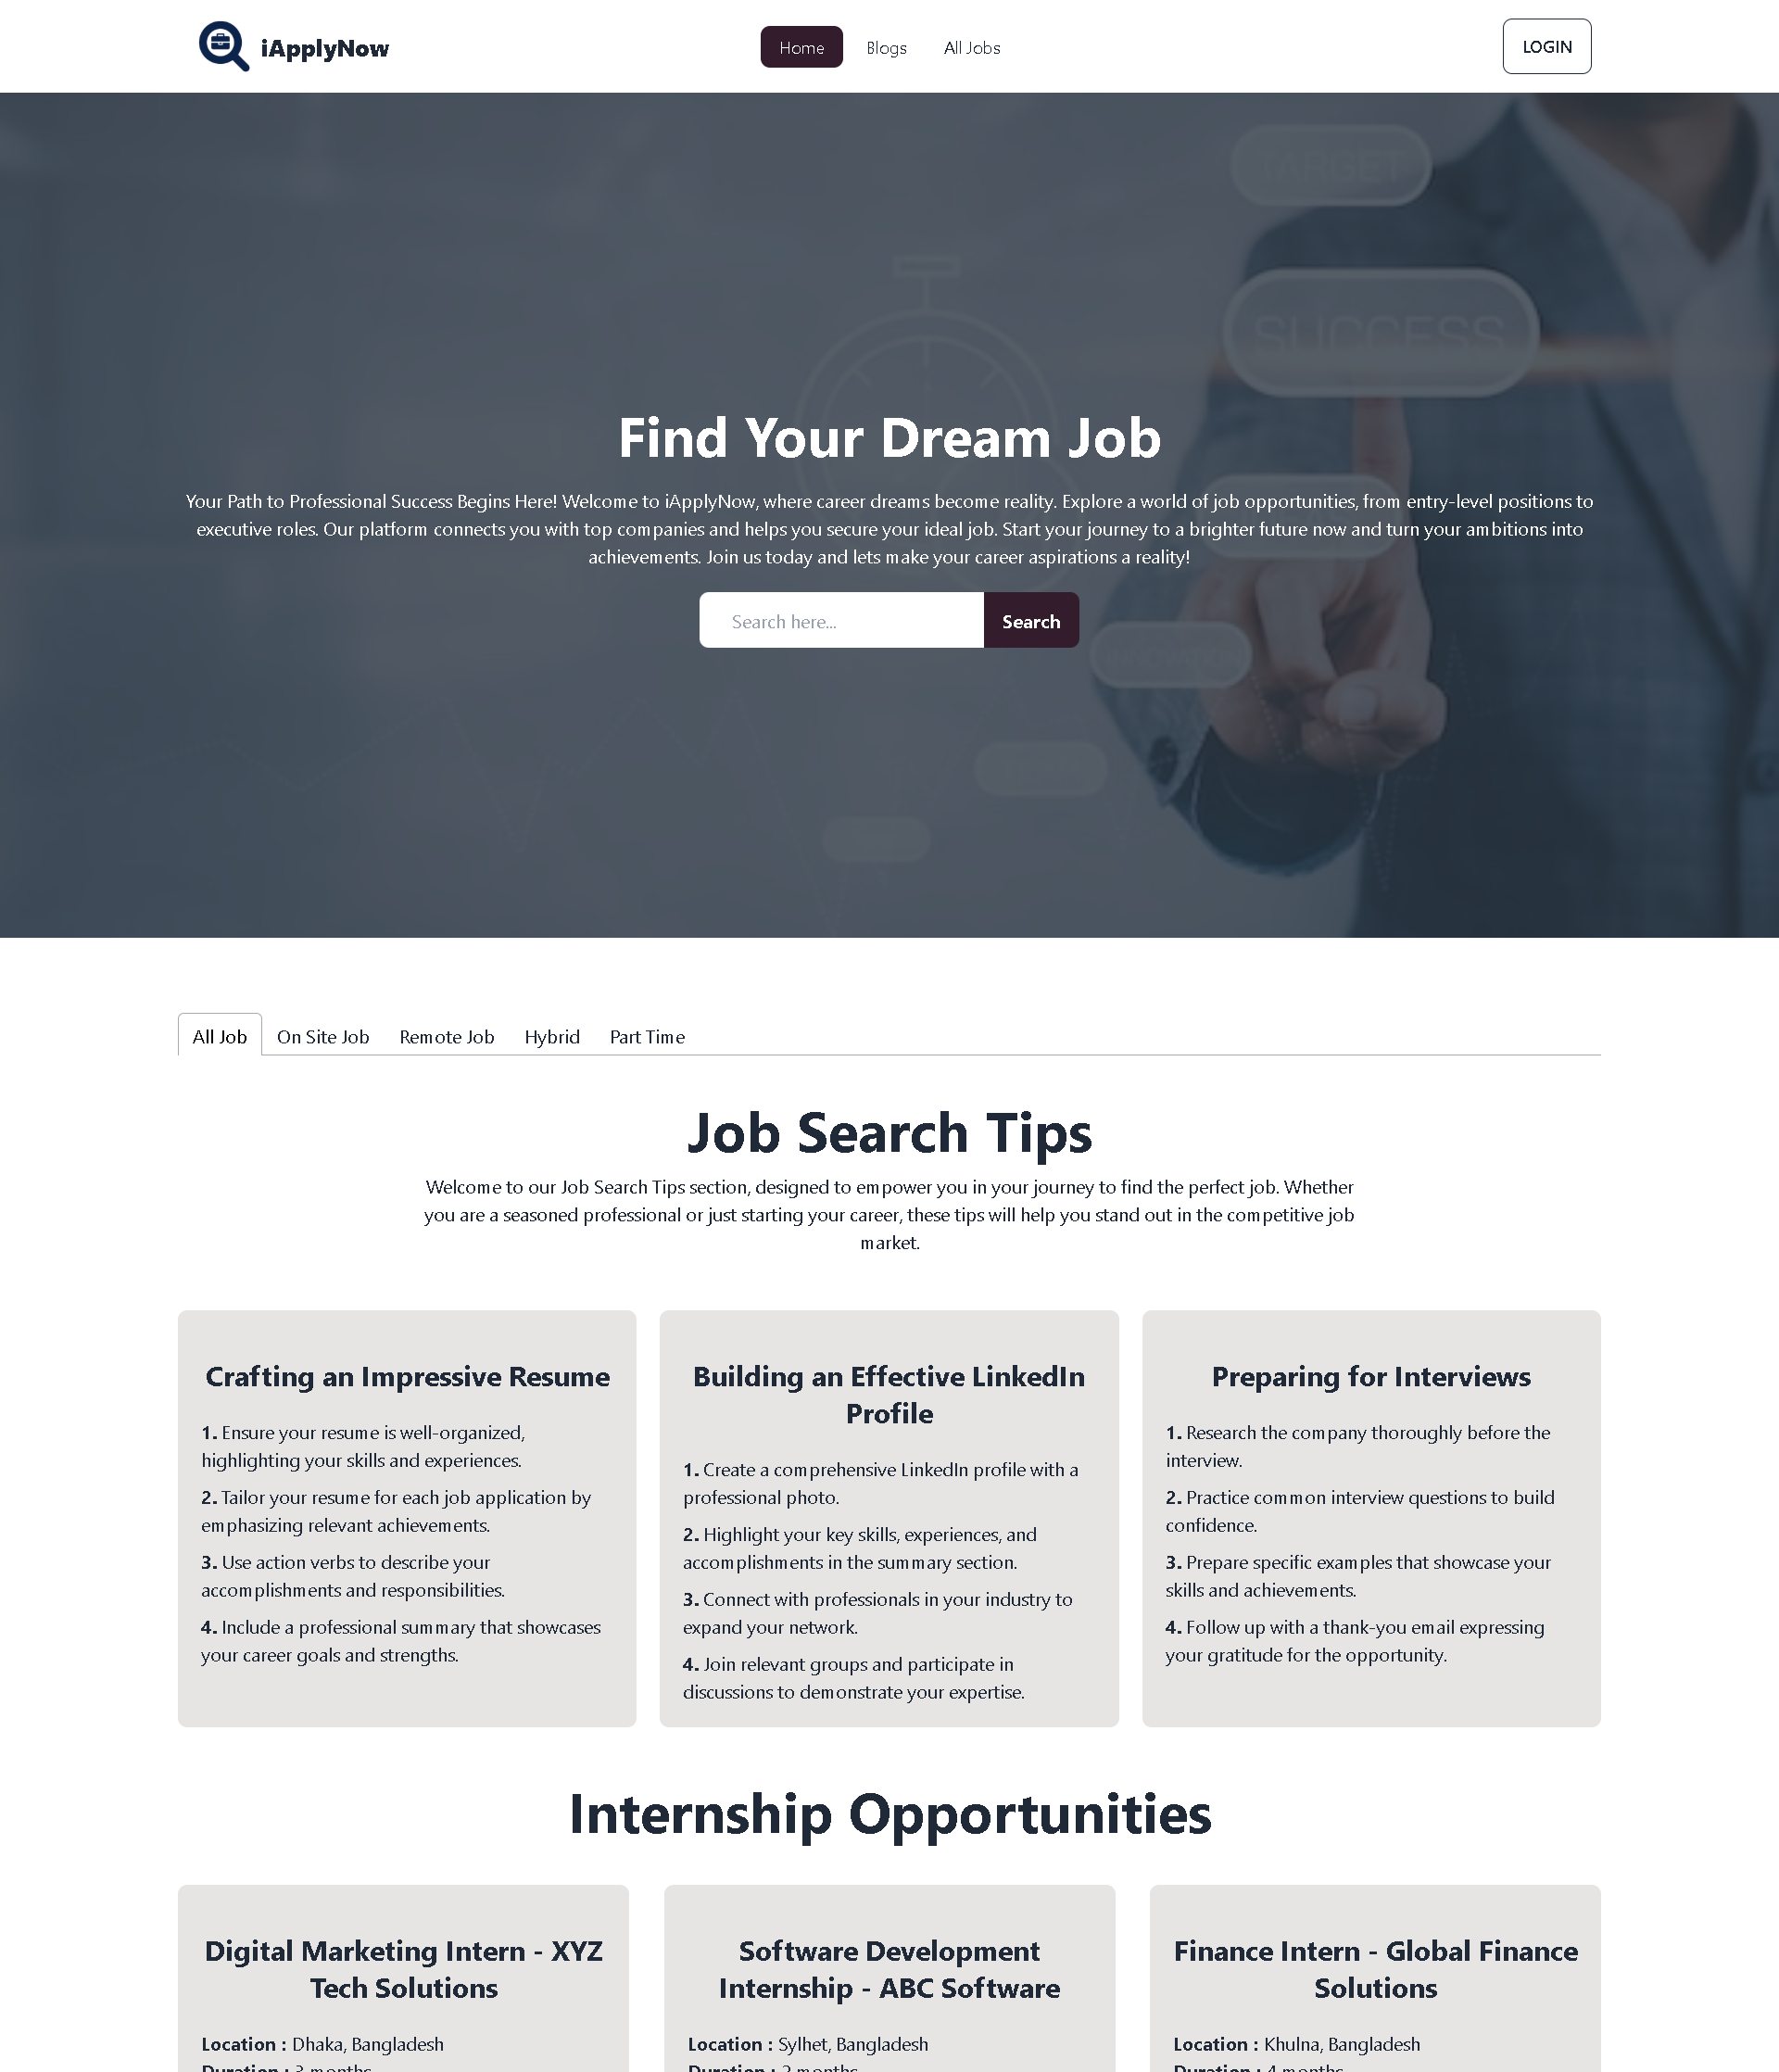 iApplyNow
Home
Blogs
All Jobs
LOGIN
TARGET
SUCCESS
Find Your Dream Job
Your Path to Professional Success Begins Here! Welcome to iApplyNow, where career dreams become reality. Explore a world of job opportunities, from entry-level positions to
executive roles. Our platform connects you with top companies and helps you secure your ideal job. Start your journey to a brighter future now and turn your ambitions into
achievements. Join us today and lets make your career aspirations a reality!
Search here...
Search
INNOVATION
All Job
On Site Job
Remote Job
Hybrid
Part Time
Job Search Tips
Welcome to our Job Search Tips section, designed to empower you in your journey to find the perfect job. Whether
you are a seasoned professional or just starting your career, these tips will help you stand out in the competitive job
market.
Crafting an Impressive Resume
1. Ensure your resume is well-organized,
highlighting your skills and experiences.
2. Tailor your resume for each job application by
emphasizing relevant achievements.
3. Use action verbs to describe your
accomplishments and responsibilities.
4. Include a professional summary that showcases
your career goals and strengths.
Building an Effective LinkedIn
Profile
1. Create a comprehensive LinkedIn profile with a
professional photo.
2. Highlight your key skills, experiences, and
accomplishments in the summary section.
3. Connect with professionals in your industry to
expand your network.
4. Join relevant groups and participate in
discussions to demonstrate your expertise.
Preparing for Interviews
1. Research the company thoroughly before the
interview.
2. Practice common interview questions to build
confidence.
3. Prepare specific examples that showcase your
skills and achievements.
4. Follow up with a thank-you email expressing
your gratitude for the opportunity.
Internship Opportunities
Digital Marketing Intern - XYZ
Tech Solutions
Location : Dhaka, Bangladesh
Duration : 3 months
Software Development
Internship - ABC Software
Location : Sylhet, Bangladesh
Duration : 2 months
Finance Intern - Global Finance
Solutions
Location : Khulna, Bangladesh
Duration : 4 months